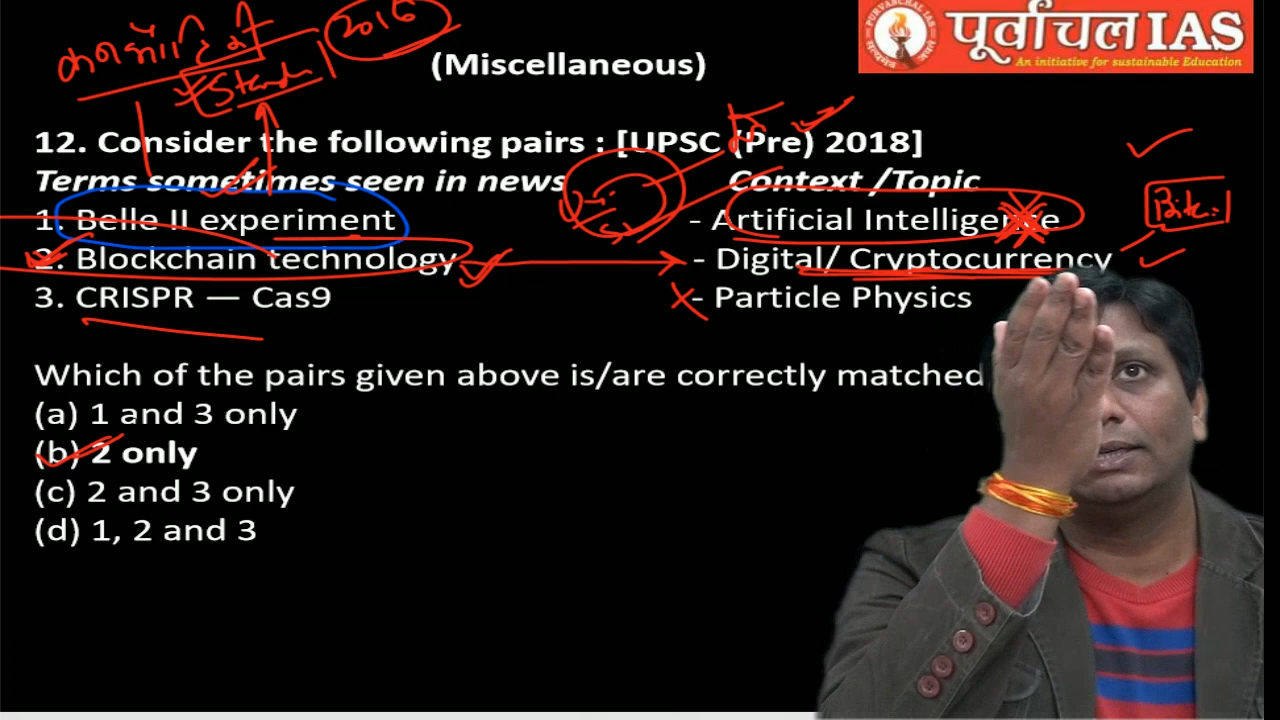 2016
PURVANCHAL IAS
पूर्वांचल IAS
An initiative for sustainable Education
(Miscellaneous)
12. Consider the following pairs : [UPSC (Pre) 2018]
Terms sometimes seen in news Context /Topic
1. Belle II experiment - Artificial Intelligence
2. Blockchain technology - Digital/ Cryptocurrency
3. CRISPR — Cas9 - Particle Physics
Which of the pairs given above is/are correctly matched
(a) 1 and 3 only
(b) 2 only
(c) 2 and 3 only
(d) 1, 2 and 3